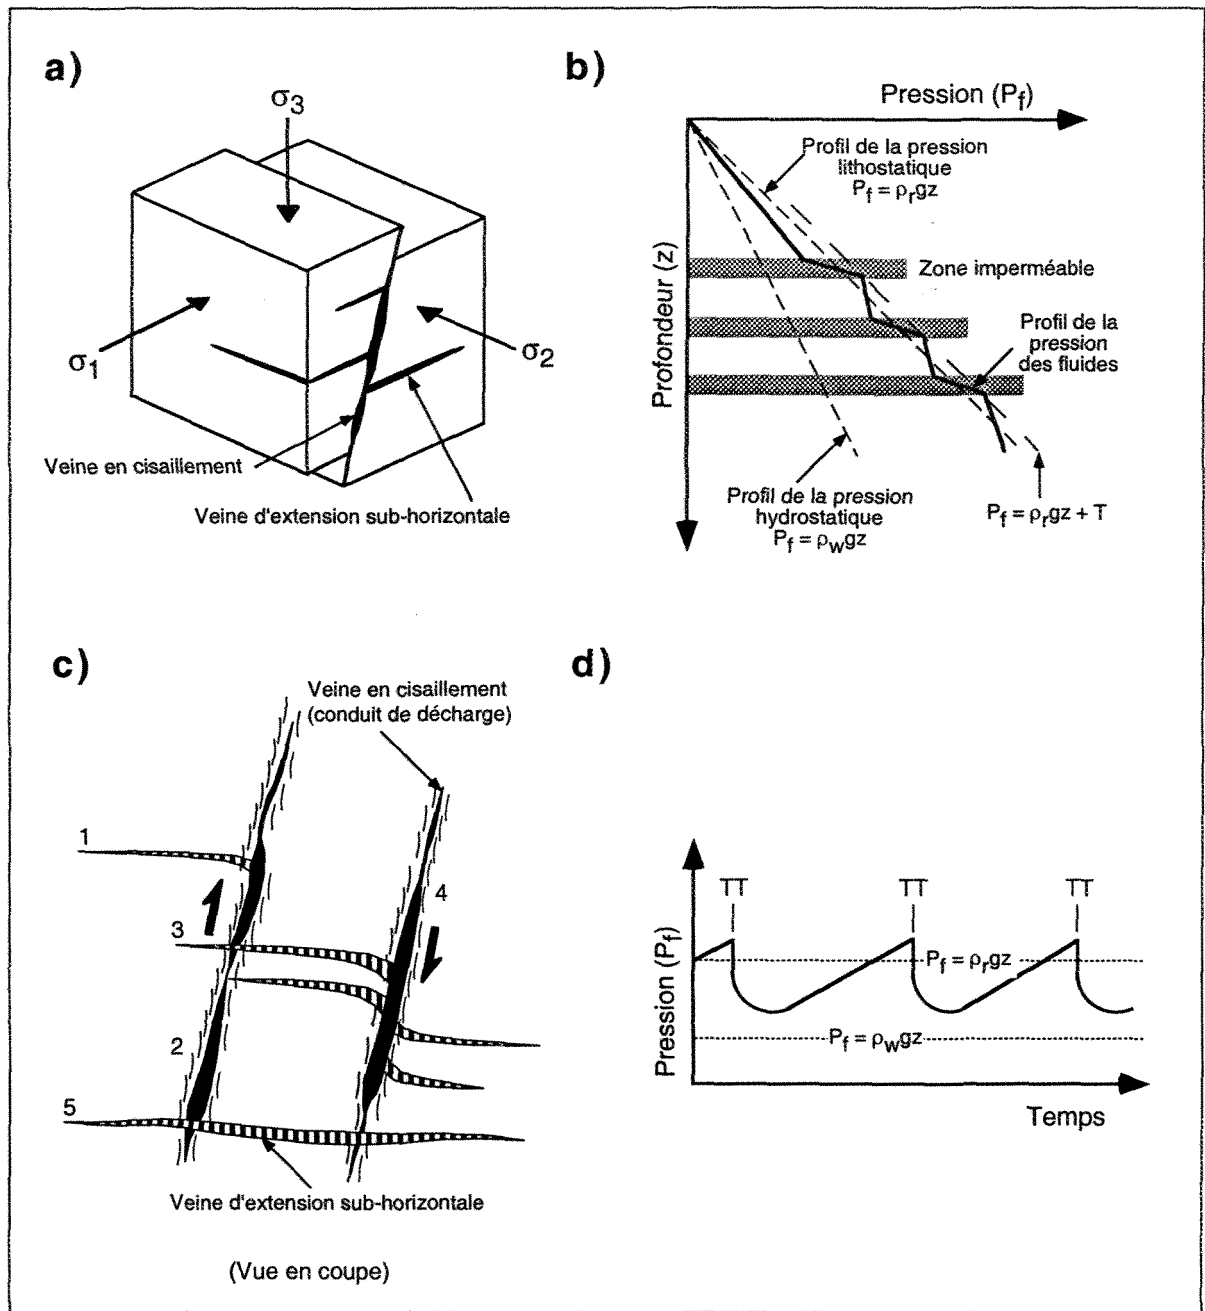 a)
σ3
σ1
σ2
Veine en cisaillement
Veine d'extension sub-horizontale
b)
Pression (Pf)
Profil de la pression
lithostatique
Pf = ρrgz
Profondeur (z)
Zone imperméable
Profil de la
pression
des fluides
Profil de la pression
hydrostatique
Pf = ρwgz
Pf = ρrgz + T
c)
Veine en cisaillement
(conduit de décharge)
1
4
3
2
5
Veine d'extension sub-horizontale
(Vue en coupe)
d)
Pression (Pf)
TT
TT
TT
Pf = ρrgz
Pf = ρwgz
Temps